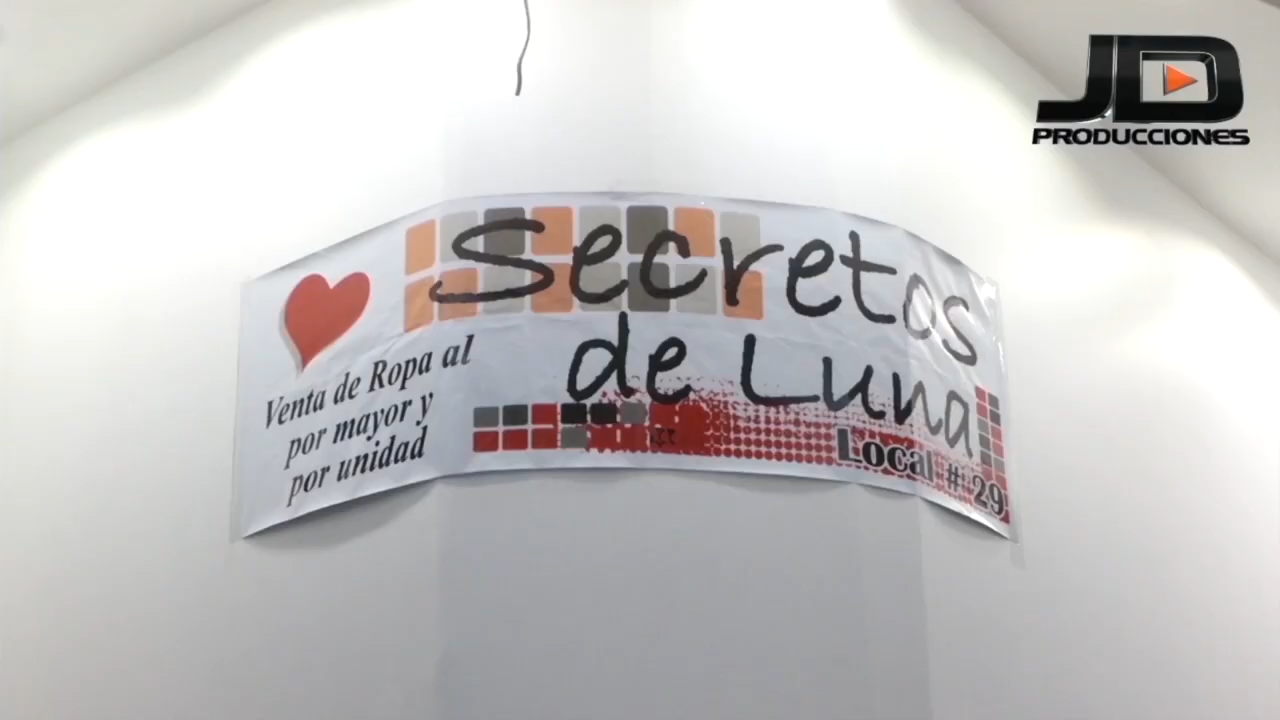 JD
PRODUCCIONES
Secretos
de Luna
Venta de Ropa al
por mayor y
por unidad
Local # 29